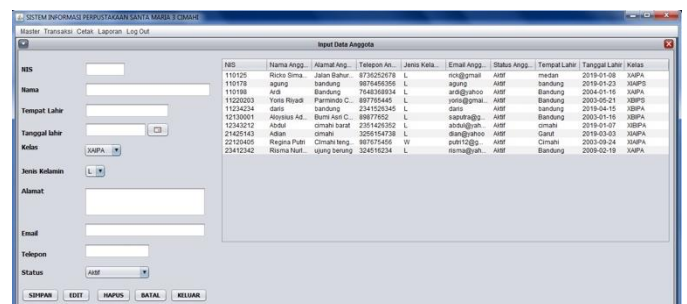 SISTEM INFORMASI PERPUSTAKAAN SANTA MARIA 3 CIMAHI
Master Transaksi Cetak Laporan Log Out
Input Data Anggota
NIS
Nama
Tempat Lahir
Tanggal lahir
Kelas XAIPA
Jenis Kelamin L
Alamat
Email
Telepon
Status Aktif
SIMPAN EDIT HAPUS BATAL KELUAR
NIS Nama Angg... Alamat Ang... Telepon An... Jenis Kela... Email Angg... Status Angg... Tempat Lahir Tanggal Lahir Kelas
110125 Ricko Sima... Jalan Bahur... 8736252678 L rick@gmail Aktif medan 2019-01-08 XAIPA
110178 agung bandung 9876456356 L agung Aktif bandung 2019-01-23 XAIPS
110198 Ardi Bandung 7648368934 L ardi@yahoo Aktif Bandung 2004-01-16 XAIPA
11220203 Yoris Riyadi Parmindo C... 897765445 L yoris@gmai... Aktif Bandung 2003-05-21 XBIPS
11234234 daris bandung 2341526345 L daris Aktif bandung 2019-04-15 XBIPA
12130001 Aloysius Ad... Bumi Asri C... 89877652 L saputra@g... Aktif Bandung 2003-01-16 XBIPA
12343212 Abdul cimahi barat 2351426352 L abdul@yah... Aktif cimahi 2019-01-07 XBIPA
21425143 Adian cimahi 3256154738 L dian@yahoo Aktif Garut 2019-03-03 XAIPA
22120405 Regina Putri Cimahi teng... 987675456 W putri12@g... Aktif Cimahi 2003-09-24 XAIPA
23412342 Risma Nurl... ujung berung 324516234 L risma@yah... Aktif Bandung 2009-02-19 XAIPA